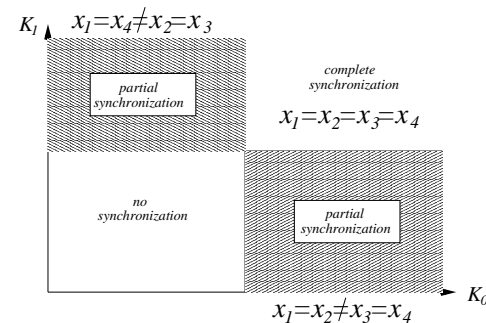 K₁
x₁=x₄≠x₂=x₃
partial
synchronization
complete
synchronization
x₁=x₂=x₃=x₄
no
synchronization
partial
synchronization
K₀
x₁=x₂≠x₃=x₄